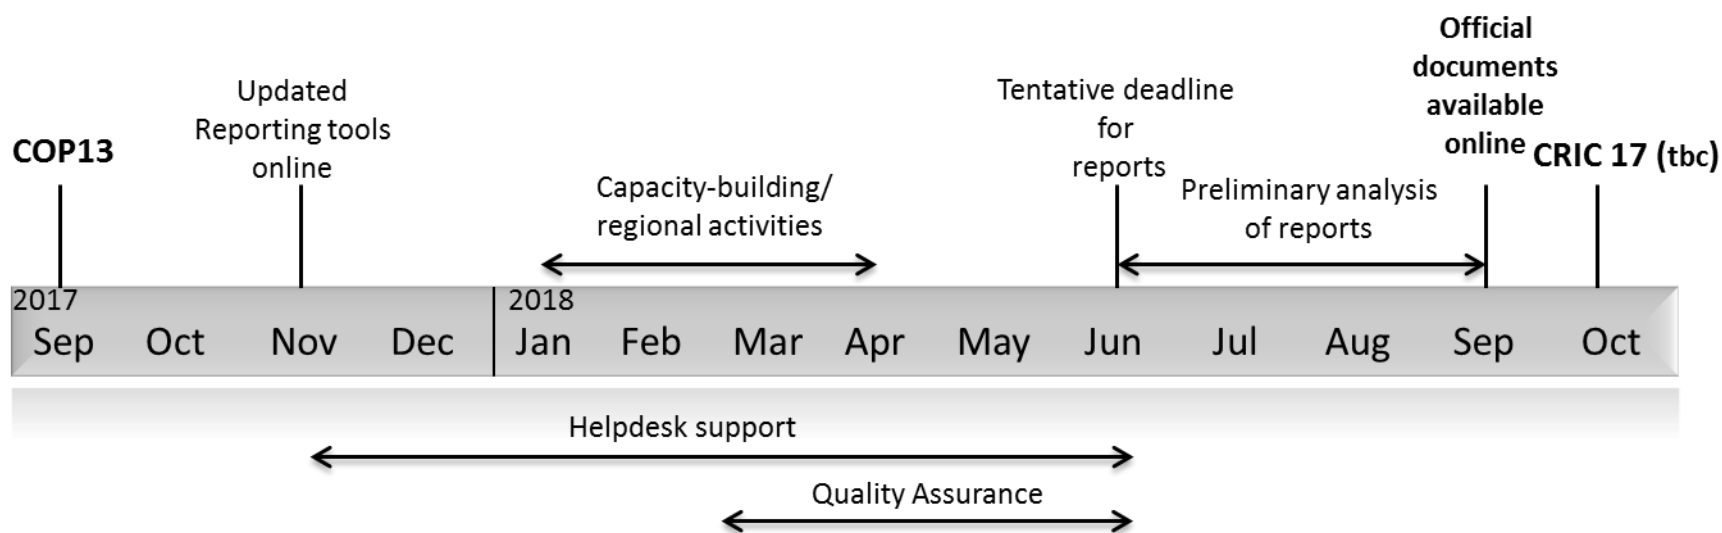 COP13
Updated
Reporting tools
online
Capacity-building/
regional activities
Tentative deadline
for
reports
Preliminary analysis
of reports
Official
documents
available
online
CRIC 17 (tbc)
2017
2018
Sep Oct Nov Dec Jan Feb Mar Apr May Jun Jul Aug Sep Oct
Helpdesk support
Quality Assurance